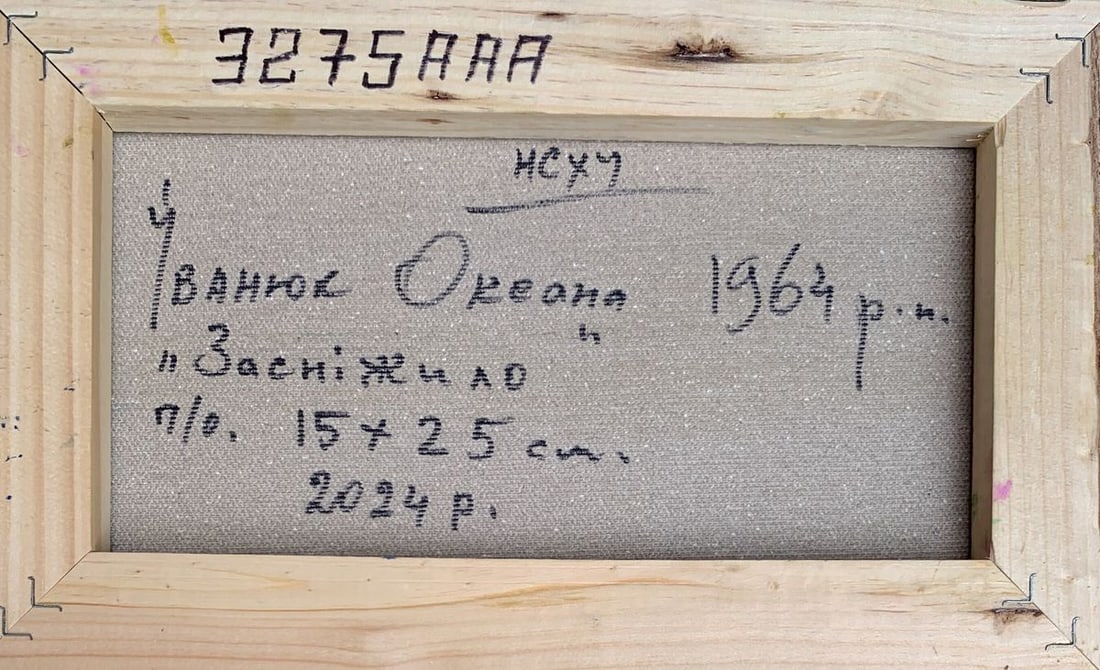 3275AAA
НСХУ
Іванюк Оксана 1964 р.н.
„Засніжило"
п/о. 15×25 см.
2024 р.